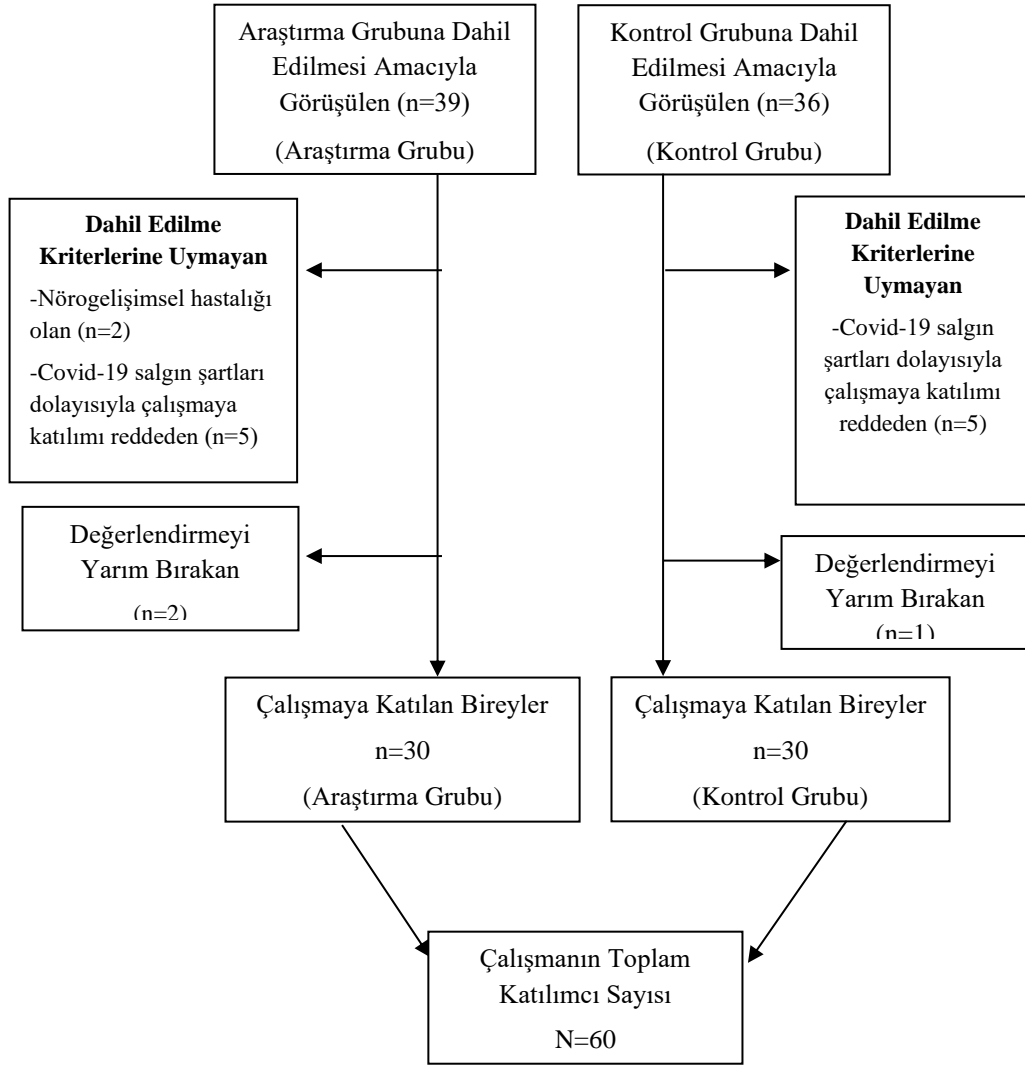 Araştırma Grubuna Dahil
Edilmesi Amacıyla
Görüşülen (n=39)
(Araştırma Grubu)
Kontrol Grubuna Dahil
Edilmesi Amacıyla
Görüşülen (n=36)
(Kontrol Grubu)
Dahil Edilme
Kriterlerine Uymayan
-Nörogelişimsel hastalığı
olan (n=2)
-Covid-19 salgın şartları
dolayısıyla çalışmaya
katılımı reddeden (n=5)
Dahil Edilme
Kriterlerine
Uymayan
-Covid-19 salgın
şartları dolayısıyla
çalışmaya katılımı
reddeden (n=5)
Değerlendirmeyi
Yarım Bırakan
(n=2)
Değerlendirmeyi
Yarım Bırakan
(n=1)
Çalışmaya Katılan Bireyler
n=30
(Araştırma Grubu)
Çalışmaya Katılan Bireyler
n=30
(Kontrol Grubu)
Çalışmanın Toplam
Katılımcı Sayısı
N=60